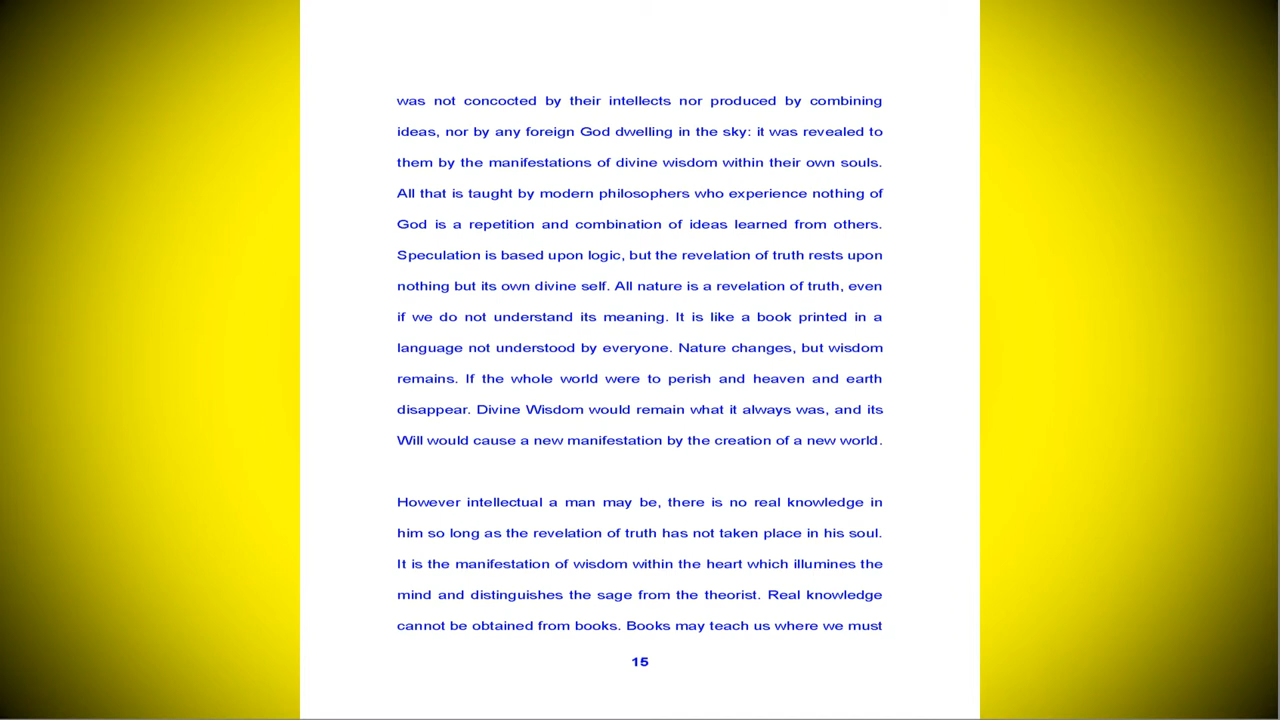 was not concocted by their intellects nor produced by combining
ideas, nor by any foreign God dwelling in the sky: it was revealed to
them by the manifestations of divine wisdom within their own souls.
All that is taught by modern philosophers who experience nothing of
God is a repetition and combination of ideas learned from others.
Speculation is based upon logic, but the revelation of truth rests upon
nothing but its own divine self. All nature is a revelation of truth, even
if we do not understand its meaning. It is like a book printed in a
language not understood by everyone. Nature changes, but wisdom
remains. If the whole world were to perish and heaven and earth
disappear. Divine Wisdom would remain what it always was, and its
Will would cause a new manifestation by the creation of a new world.
However intellectual a man may be, there is no real knowledge in
him so long as the revelation of truth has not taken place in his soul.
It is the manifestation of wisdom within the heart which illumines the
mind and distinguishes the sage from the theorist. Real knowledge
cannot be obtained from books. Books may teach us where we must
15